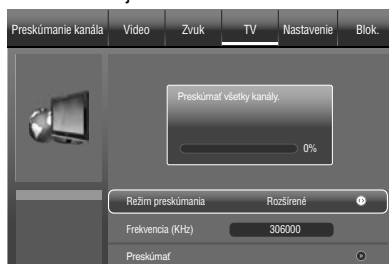 Preskúmanie kanála Video Zvuk TV Nastavenie Blok.
Preskúmať všetky kanály.
0%
Režim preskúmania Rozšírené
Frekvencia (KHz) 306000
Preskúmať